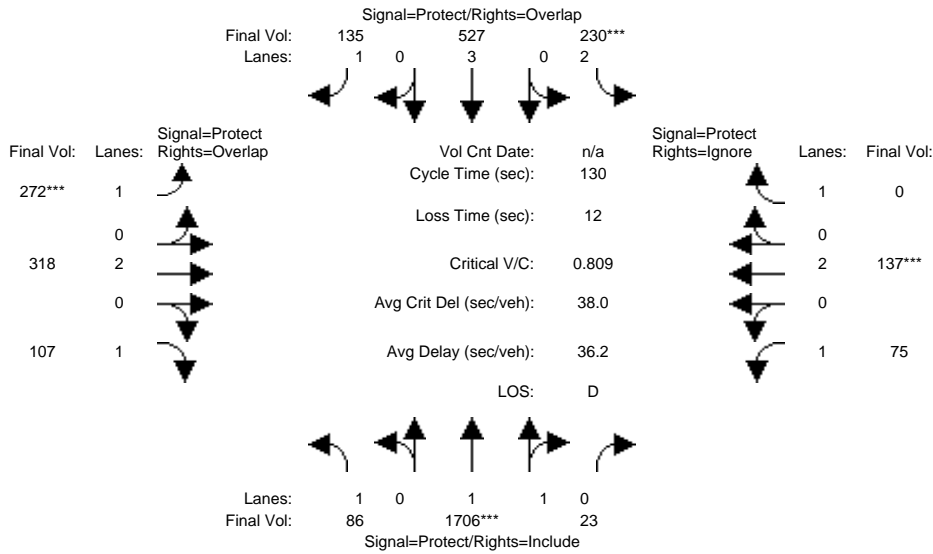 Signal=Protect/Rights=Overlap
Final Vol: 135 527 230***
Lanes: 1 0 3 0 2
Signal=Protect Signal=Protect
Final Vol: Lanes: Rights=Overlap Vol Cnt Date: n/a Rights=Ignore Lanes: Final Vol:
Cycle Time (sec): 130
272*** 1 1 0
Loss Time (sec): 12
0 0
318 2 Critical V/C: 0.809 2 137***
0 Avg Crit Del (sec/veh): 38.0 0
107 1 Avg Delay (sec/veh): 36.2 1 75
LOS: D
Lanes: 1 0 1 1 0
Final Vol: 86 1706*** 23
Signal=Protect/Rights=Include